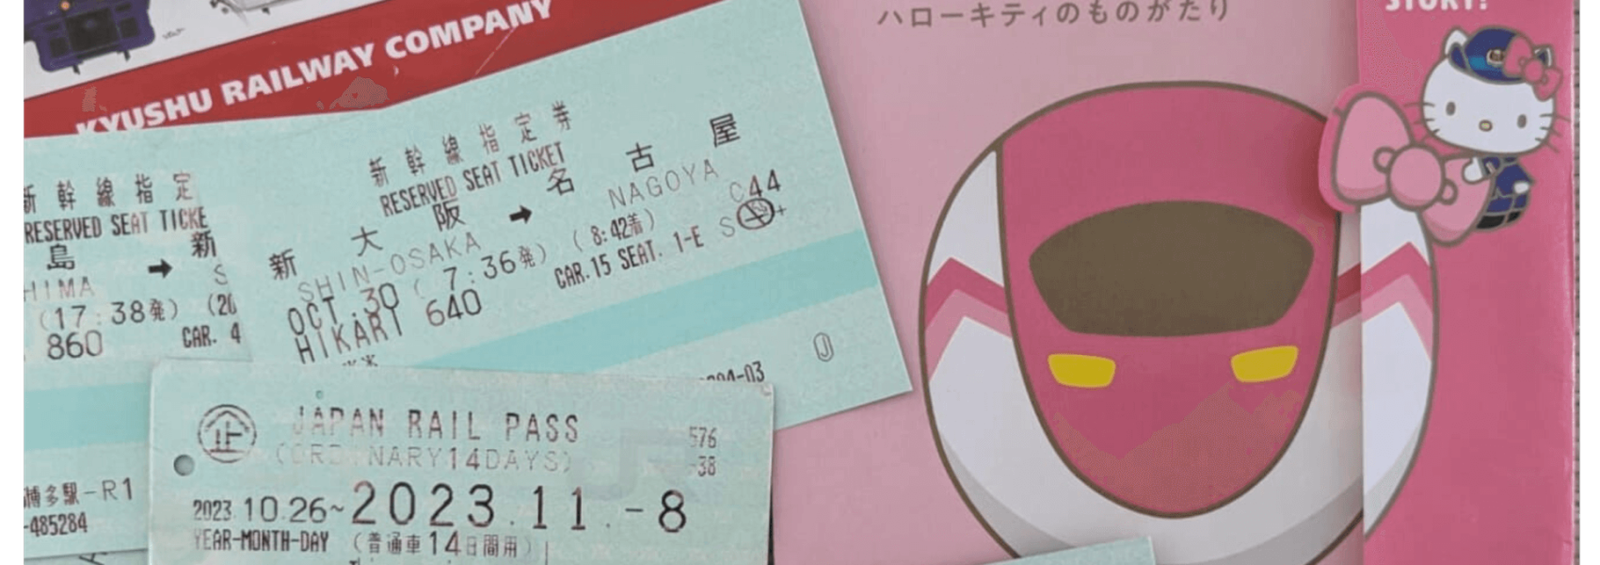 KYUSHU RAILWAY COMPANY
ハローキティのものがたり
STORY!
新幹線指定
RESERVED SEAT TICKE
島 ➡ 新
HIMA S
(17:38発) (20
860 CAR. 4
博多駅-R1
-485284
新幹線指定券
RESERVED SEAT TICKET
新大阪 ➡ 名古屋
SHIN-OSAKA NAGOYA C44
OCT.30 ( 7:36発) ( 8:42着) CAR.15 SEAT. 1-E S
HIKARI 640
04-03 J
JAPAN RAIL PASS 576
(ORDINARY14DAYS) -38
2023.10.26~2023.11.-8
YEAR-MONTH-DAY (普通車14日間用)